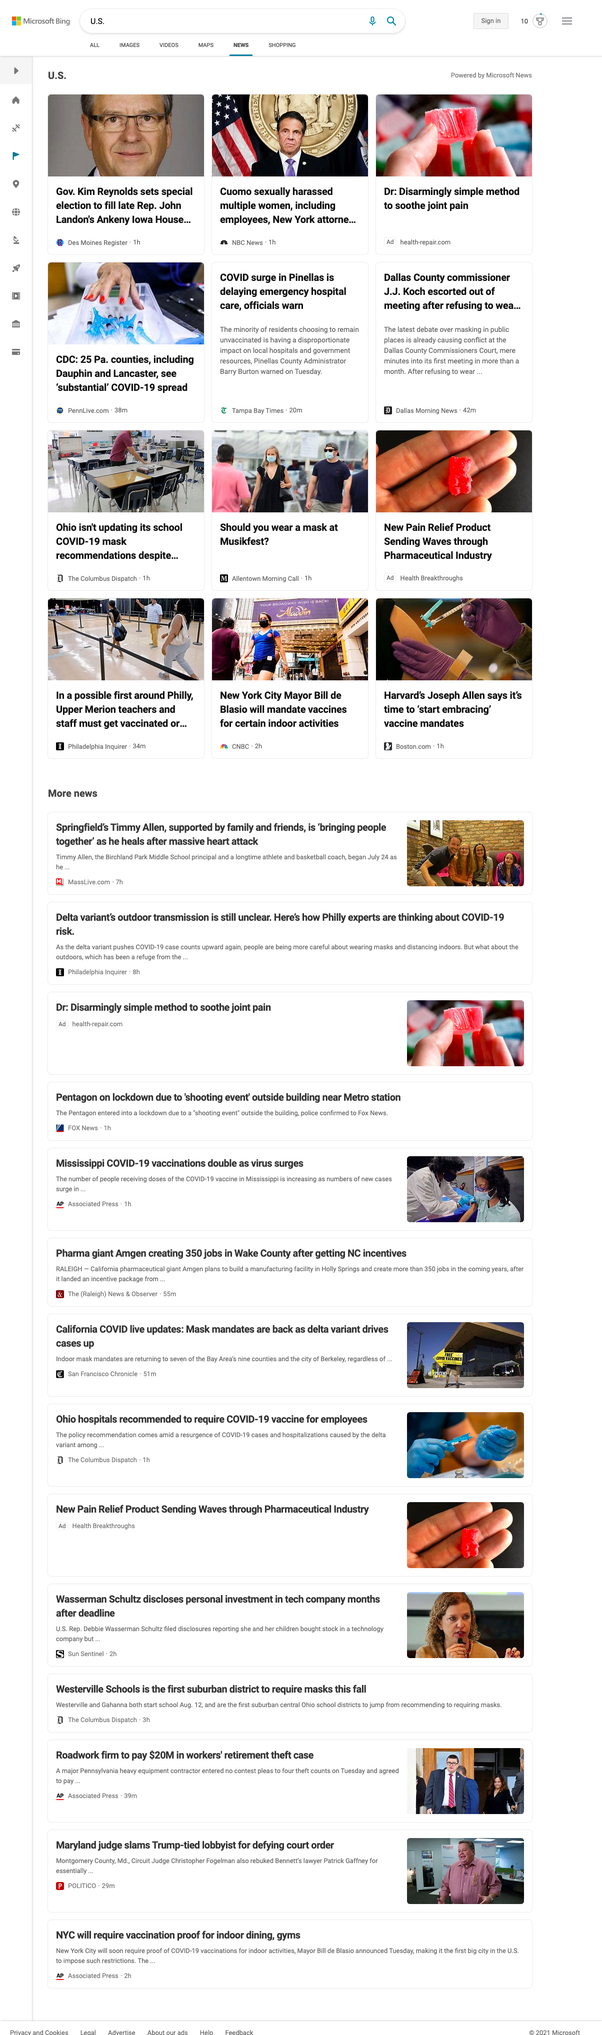 Microsoft Bing
U.S.
Sign in
10
ALL
IMAGES
VIDEOS
MAPS
NEWS
SHOPPING
U.S.
Powered by Microsoft News
Gov. Kim Reynolds sets special
election to fill late Rep. John
Landon's Ankeny Iowa House...
Des Moines Register · 1h
Cuomo sexually harassed
multiple women, including
employees, New York attorne...
NBC News · 1h
Dr: Disarmingly simple method
to soothe joint pain
Ad health-repair.com
CDC: 25 Pa. counties, including
Dauphin and Lancaster, see
‘substantial’ COVID-19 spread
PennLive.com · 38m
COVID surge in Pinellas is
delaying emergency hospital
care, officials warn
The minority of residents choosing to remain
unvaccinated is having a disproportionate
impact on local hospitals and government
resources, Pinellas County Administrator
Barry Burton warned on Tuesday.
Tampa Bay Times · 20m
Dallas County commissioner
J.J. Koch escorted out of
meeting after refusing to wea...
The latest debate over masking in public
places is already causing conflict at the
Dallas County Commissioners Court, mere
minutes into its first meeting in more than a
month. After refusing to wear ...
Dallas Morning News · 42m
Ohio isn't updating its school
COVID-19 mask
recommendations despite...
The Columbus Dispatch · 1h
Should you wear a mask at
Musikfest?
Allentown Morning Call · 1h
New Pain Relief Product
Sending Waves through
Pharmaceutical Industry
Ad Health Breakthroughs
Aladdin
In a possible first around Philly,
Upper Merion teachers and
staff must get vaccinated or...
Philadelphia Inquirer · 34m
New York City Mayor Bill de
Blasio will mandate vaccines
for certain indoor activities
CNBC · 2h
Harvard’s Joseph Allen says it’s
time to ‘start embracing’
vaccine mandates
Boston.com · 1h
More news
Springfield’s Timmy Allen, supported by family and friends, is ‘bringing people
together’ as he heals after massive heart attack
Timmy Allen, the Birchland Park Middle School principal and a longtime athlete and basketball coach, began July 24 as
he ...
MassLive.com · 7h
Delta variant’s outdoor transmission is still unclear. Here’s how Philly experts are thinking about COVID-19
risk.
As the delta variant pushes COVID-19 case counts upward again, people are being more careful about wearing masks and distancing indoors. But what about the
outdoors, which has been a refuge from the ...
Philadelphia Inquirer · 8h
Dr: Disarmingly simple method to soothe joint pain
Ad health-repair.com
Pentagon on lockdown due to 'shooting event' outside building near Metro station
The Pentagon entered into a lockdown due to a "shooting event" outside the building, police confirmed to Fox News.
FOX News · 1h
Mississippi COVID-19 vaccinations double as virus surges
The number of people receiving doses of the COVID-19 vaccine in Mississippi is increasing as numbers of new cases
surge in ...
AP Associated Press · 1h
Pharma giant Amgen creating 350 jobs in Wake County after getting NC incentives
RALEIGH — California pharmaceutical giant Amgen plans to build a manufacturing facility in Holly Springs and create more than 350 jobs in the coming years, after
it landed an incentive package from ...
The (Raleigh) News & Observer · 55m
California COVID live updates: Mask mandates are back as delta variant drives
cases up
Indoor mask mandates are returning to seven of the Bay Area's nine counties and the city of Berkeley, regardless of ...
San Francisco Chronicle · 51m
Ohio hospitals recommended to require COVID-19 vaccine for employees
The policy recommendation comes amid a resurgence of COVID-19 cases and hospitalizations caused by the delta
variant among ...
The Columbus Dispatch · 1h
New Pain Relief Product Sending Waves through Pharmaceutical Industry
Ad Health Breakthroughs
Wasserman Schultz discloses personal investment in tech company months
after deadline
U.S. Rep. Debbie Wasserman Schultz filed disclosures reporting she and her children bought stock in a technology
company but ...
Sun Sentinel · 2h
Westerville Schools is the first suburban district to require masks this fall
Westerville and Gahanna both start school Aug. 12, and are the first suburban central Ohio school districts to jump from recommending to requiring masks.
The Columbus Dispatch · 3h
Roadwork firm to pay $20M in workers' retirement theft case
A major Pennsylvania heavy equipment contractor entered no contest pleas to four theft counts on Tuesday and agreed
to pay ...
AP Associated Press · 39m
Maryland judge slams Trump-tied lobbyist for defying court order
Montgomery County, Md., Circuit Judge Christopher Fogelman also rebuked Bennett's lawyer Patrick Gaffney for
essentially ...
POLITICO · 29m
NYC will require vaccination proof for indoor dining, gyms
New York City will soon require proof of COVID-19 vaccinations for indoor activities, Mayor Bill de Blasio announced Tuesday, making it the first big city in the U.S.
to impose such restrictions. The ...
AP Associated Press · 2h
Privacy and Cookies
Legal
Advertise
About our ads
Help
Feedback
© 2021 Microsoft